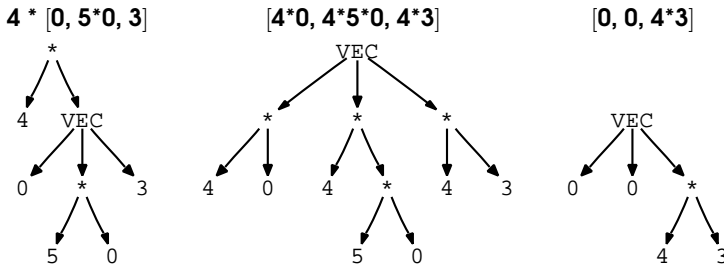 4 * [0, 5*0, 3] [4*0, 4*5*0, 4*3] [0, 0, 4*3]
* VEC
4 VEC * * * VEC
0 * 3 4 0 4 * 4 3 0 0 *
5 0 5 0 4 3